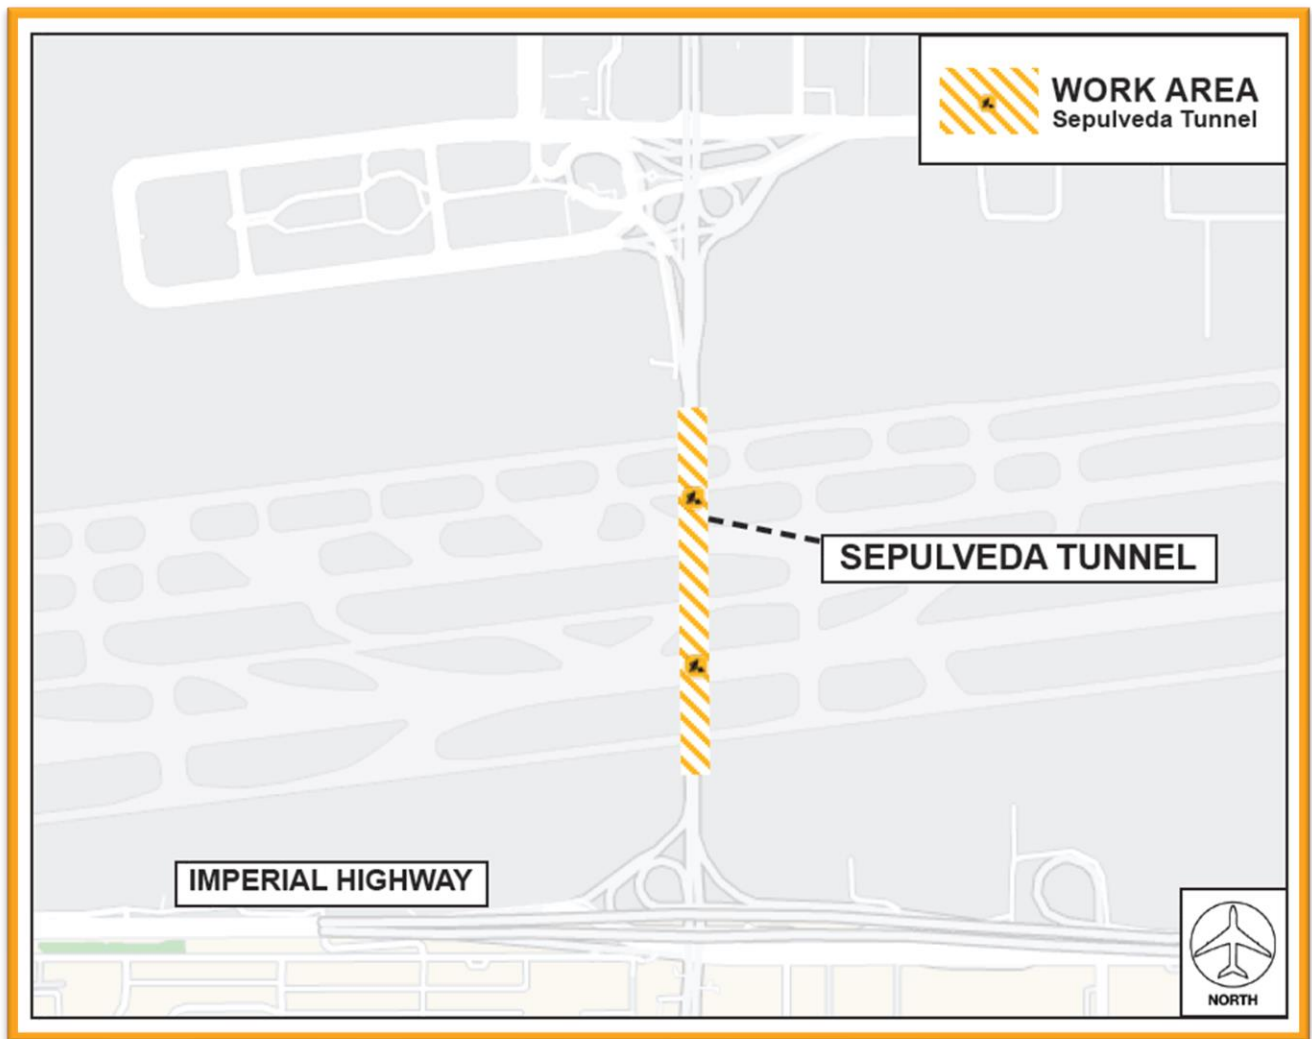 WORK AREA
Sepulveda Tunnel
SEPULVEDA TUNNEL
IMPERIAL HIGHWAY
NORTH